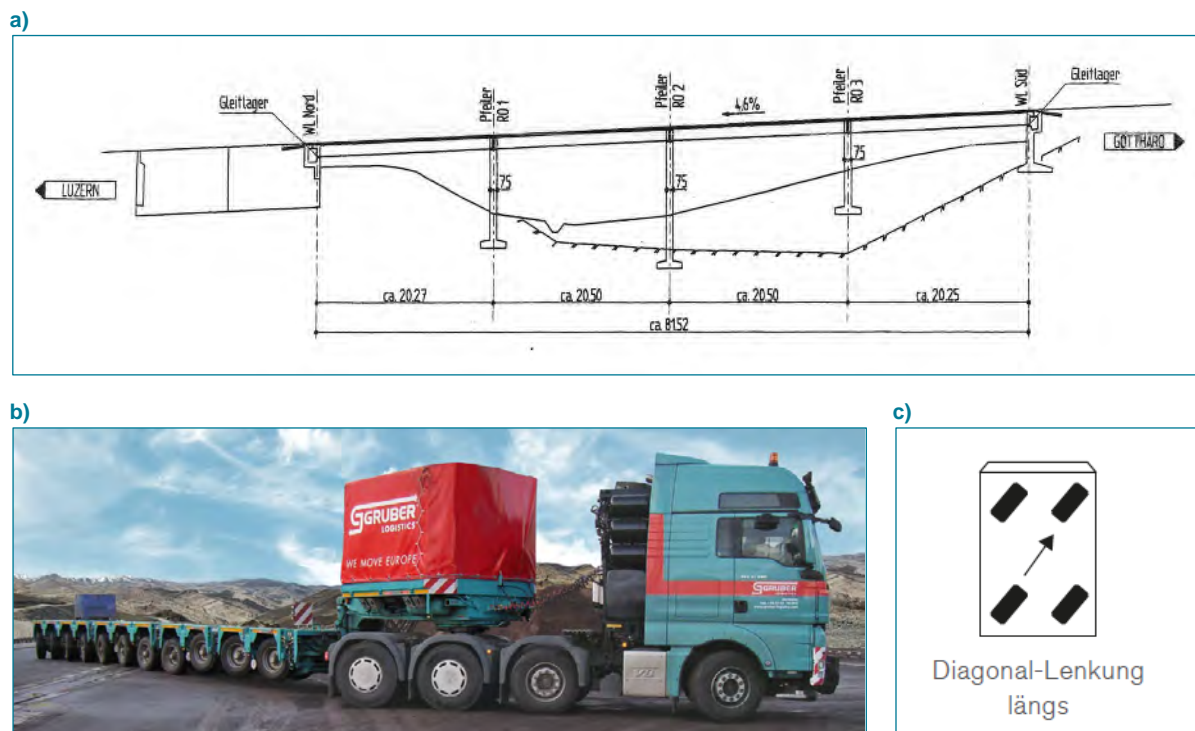 a)
Gleitlager
WL Nord
Pfeiler
RO 1
Pfeiler
RO 2
4,6%
Pfeiler
RO 3
WL Süd
Gleitlager
LUZERN
GOTTHARD
75
75
75
ca. 20.27
ca. 20.50
ca. 20.50
ca. 20.25
ca. 81.52
b)
GRUBER
LOGISTICS
WE MOVE EUROPE
GRUBER
LOGISTICS
c)
Diagonal-Lenkung
längs